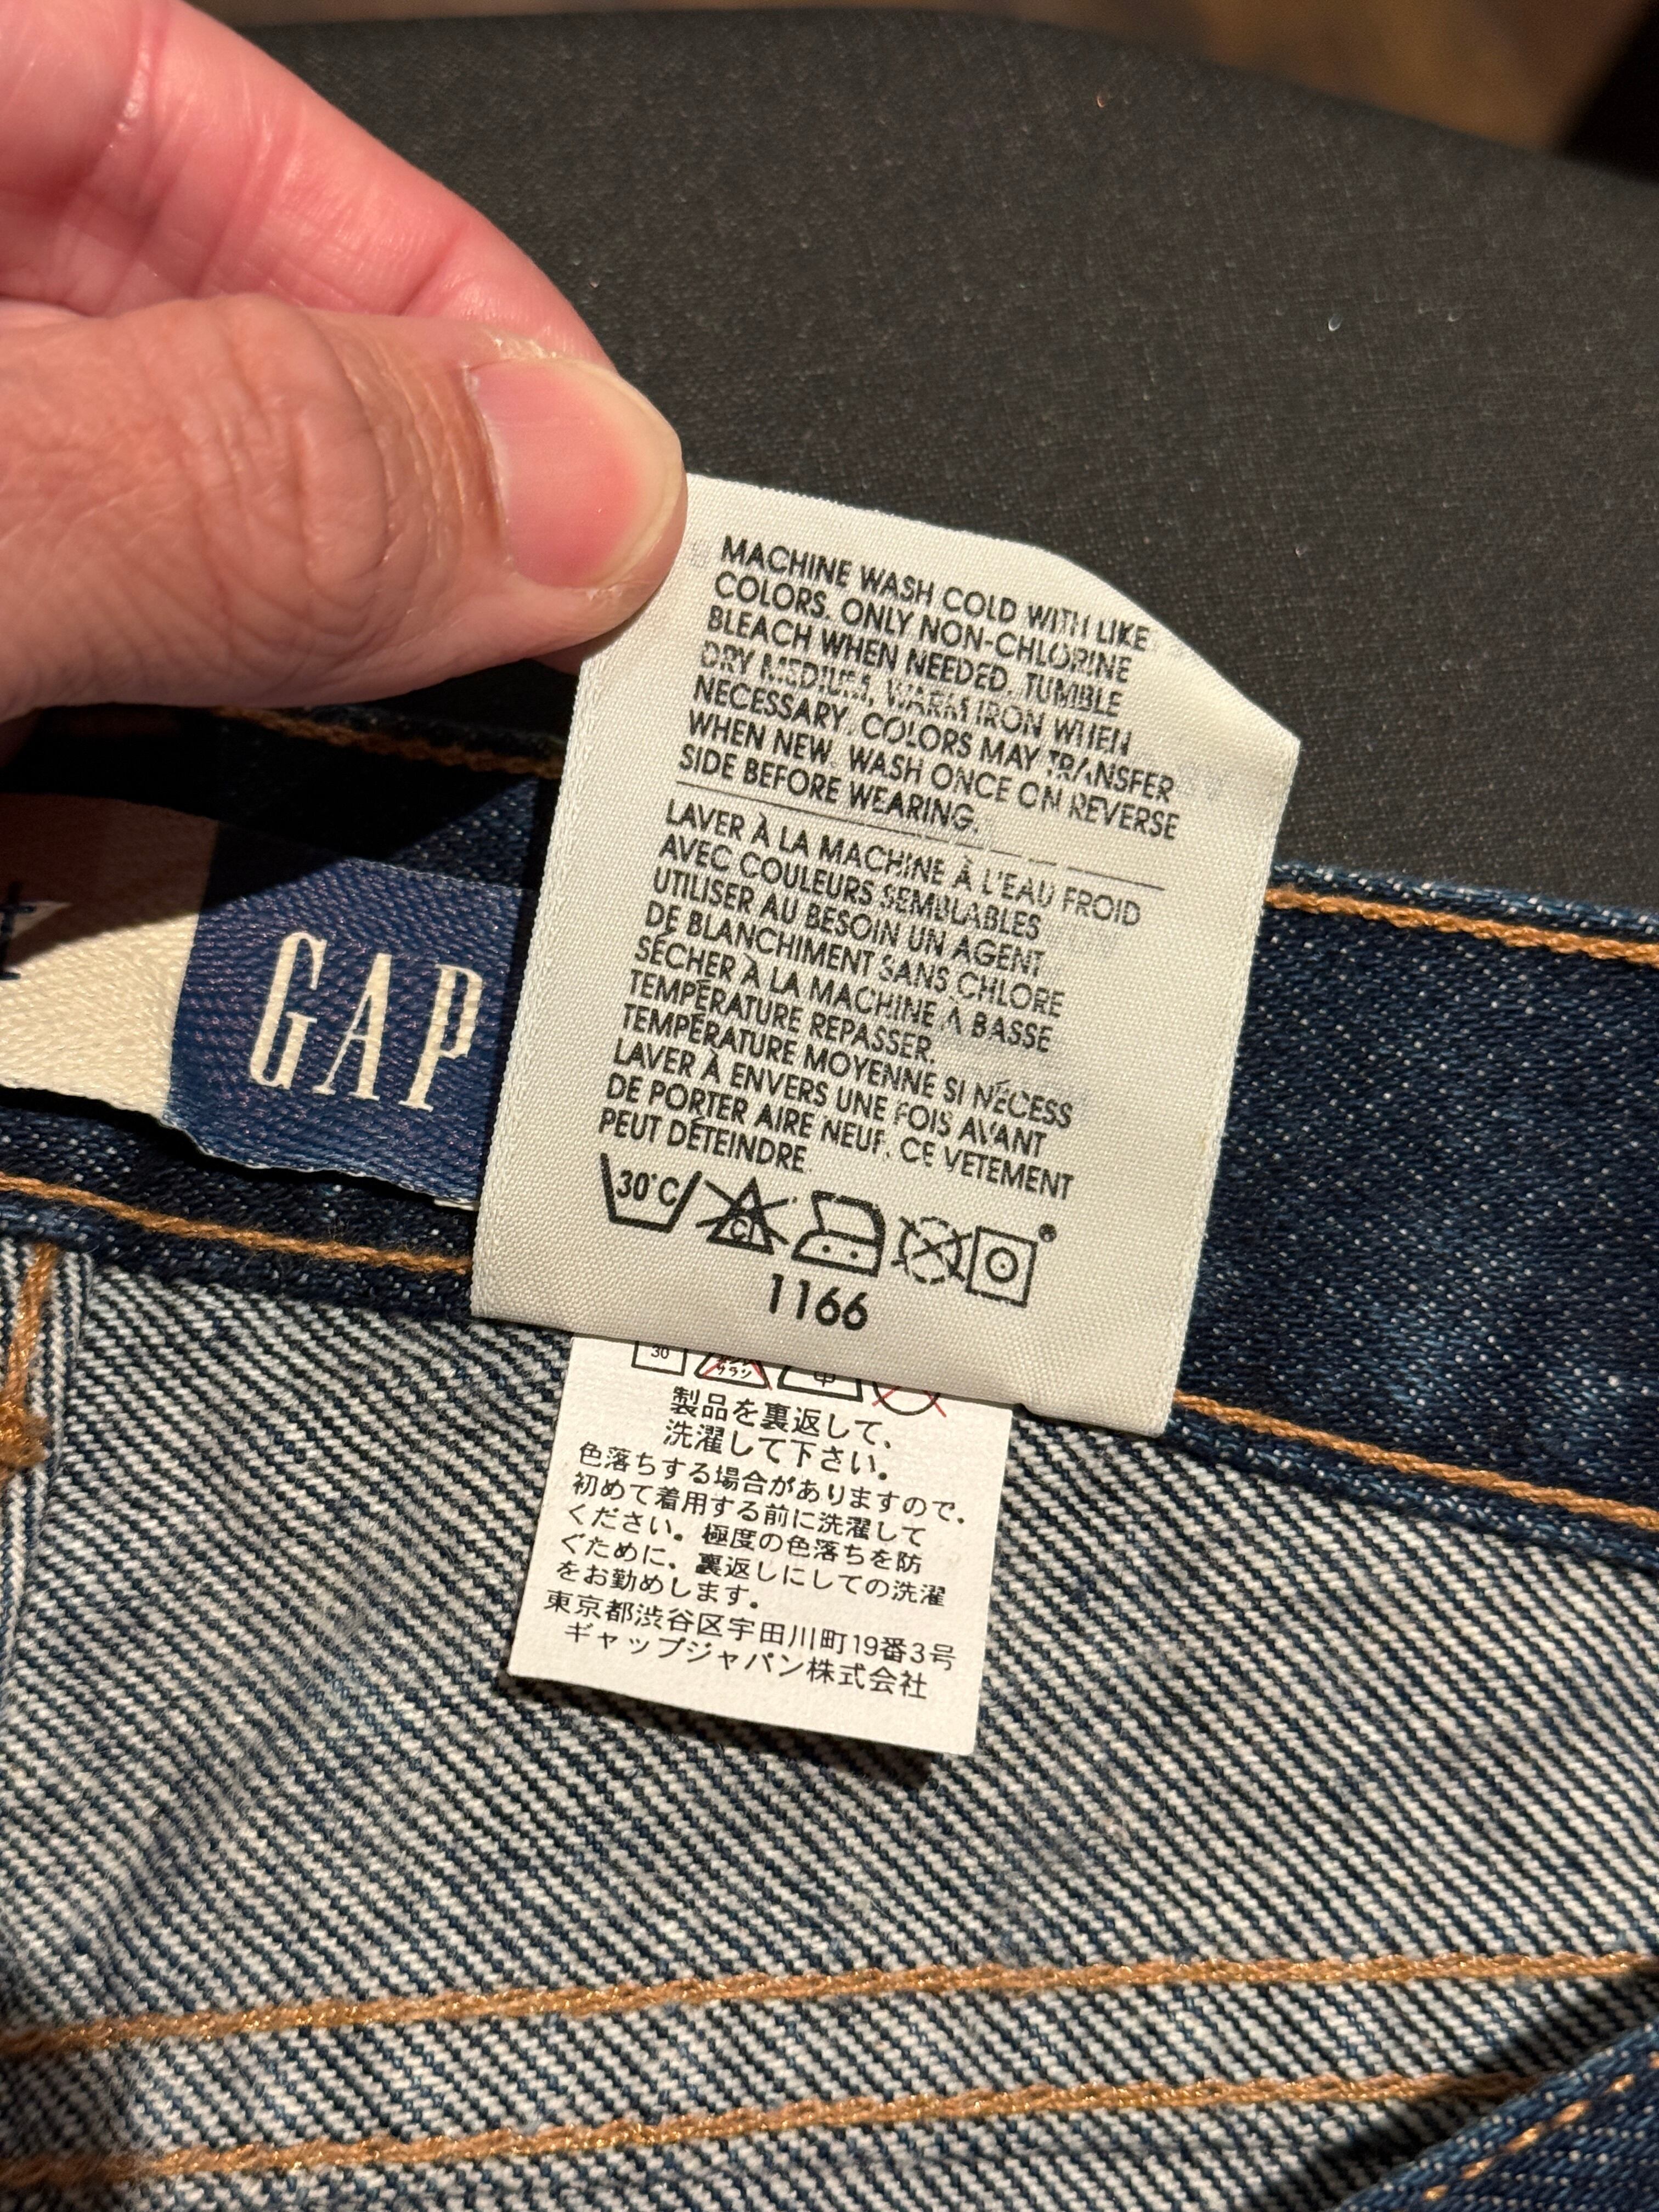 MACHINE WASH COLD WITH LIKE
COLORS. ONLY NON-CHLORINE
BLEACH WHEN NEEDED. TUMBLE
DRY MEDIUM, WARM IRON WHEN
NECESSARY. COLORS MAY TRANSFER
WHEN NEW. WASH ONCE ON REVERSE
SIDE BEFORE WEARING.
LAVER À LA MACHINE À L'EAU FROID
AVEC COULEURS SEMBLABLES
UTILISER AU BESOIN UN AGENT
DE BLANCHIMENT SANS CHLORE
SÉCHER À LA MACHINE À BASSE
TEMPÉRATURE REPASSER.
TEMPÉRATURE MOYENNE SI NÉCESS
LAVER À ENVERS UNE FOIS AVANT
DE PORTER AIRE NEUF. CE VETEMENT
PEUT DÉTEINDRE
30°C CI
1166
GAP
30 サラシ 中
製品を裏返して、
洗濯して下さい。
色落ちする場合がありますので、
初めて着用する前に洗濯して
ください。極度の色落ちを防
ぐために、裏返しにしての洗濯
をお勧めします。
東京都渋谷区宇田川町19番3号
ギャップジャパン株式会社